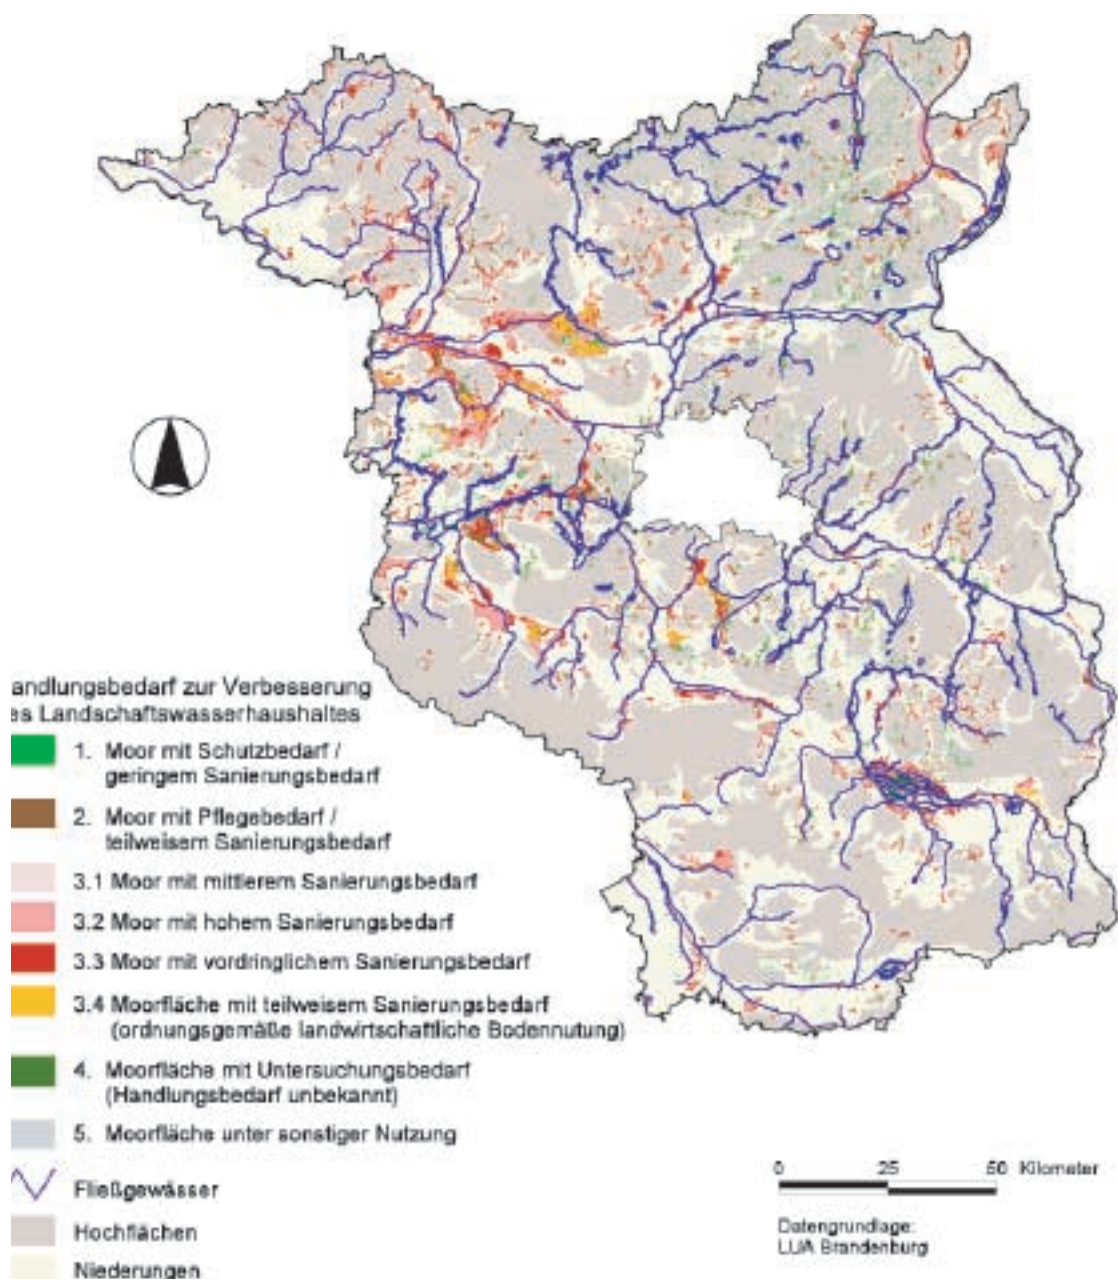 andlungsbedarf zur Verbesserung
es Landschaftswasserhaushaltes
1. Moor mit Schutzbedarf /
geringem Sanierungsbedarf
2. Moor mit Pflegebedarf /
teilweisem Sanierungsbedarf
3.1 Moor mit mittlerem Sanierungsbedarf
3.2 Moor mit hohem Sanierungsbedarf
3.3 Moor mit vordringlichem Sanierungsbedarf
3.4 Moorfläche mit teilweisem Sanierungsbedarf
(ordnungsgemäße landwirtschaftliche Bodennutzung)
4. Moorfläche mit Untersuchungsbedarf
(Handlungsbedarf unbekannt)
5. Moorfläche unter sonstiger Nutzung
Fließgewässer
Hochflächen
Niederungen
0 25 50 Kilometer
Datengrundlage:
LUA Brandenburg